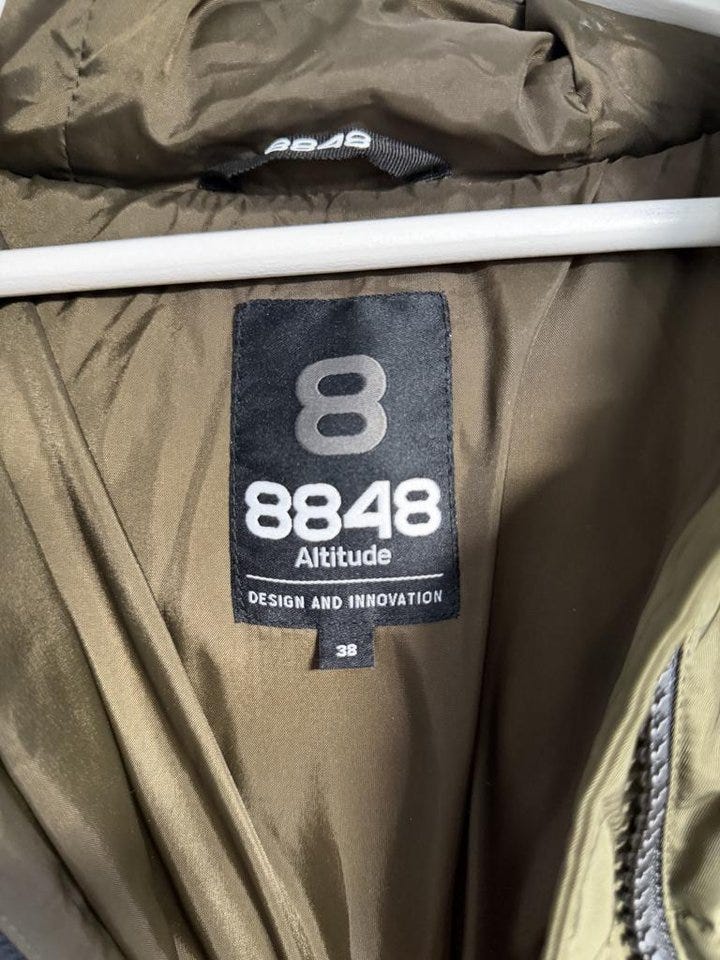 8848
8
8848
Altitude
DESIGN AND INNOVATION
38